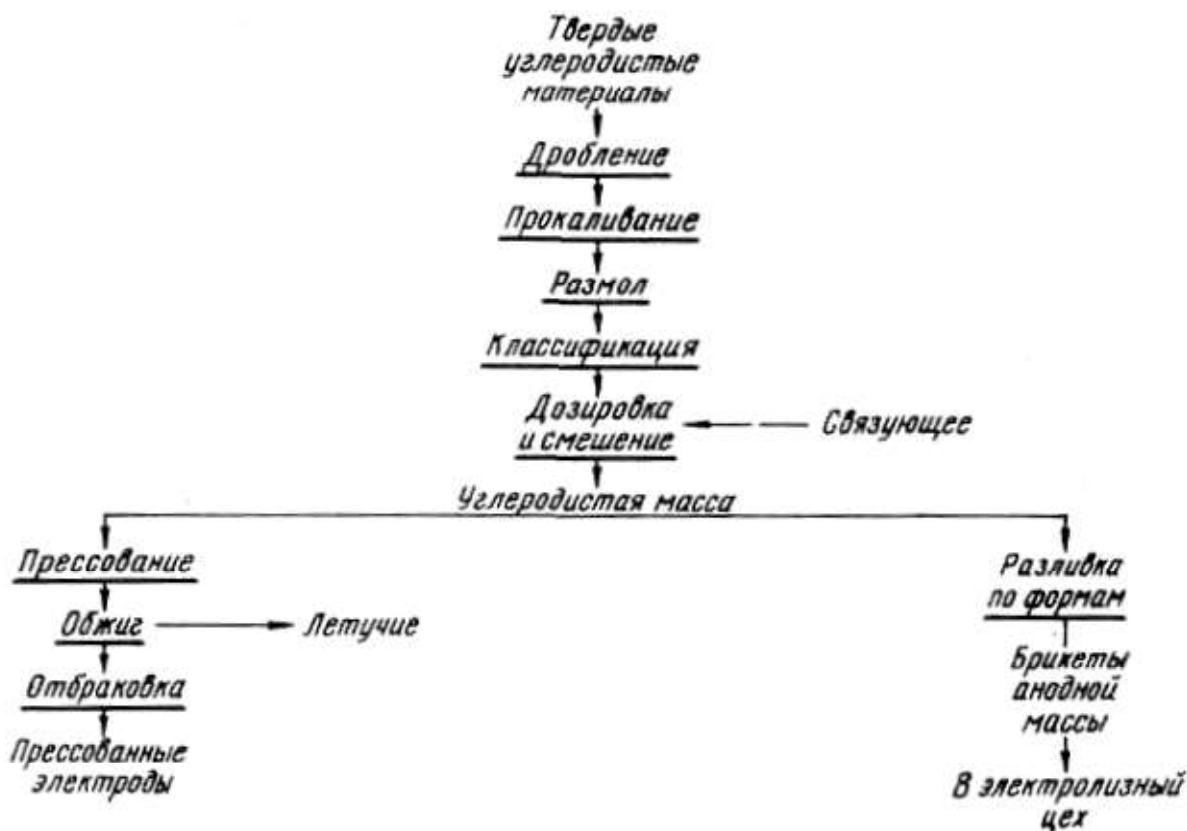 Твердые
углеродистые
материалы
Дробление
Прокаливание
Размол
Классификация
Дозировка
и смешение
Связующее
Углеродистая масса
Прессование
Обжиг
Летучие
Отбраковка
Прессованные
электроды
Разливка
по формам
Брикеты
анодной
массы
В электролизный
цех